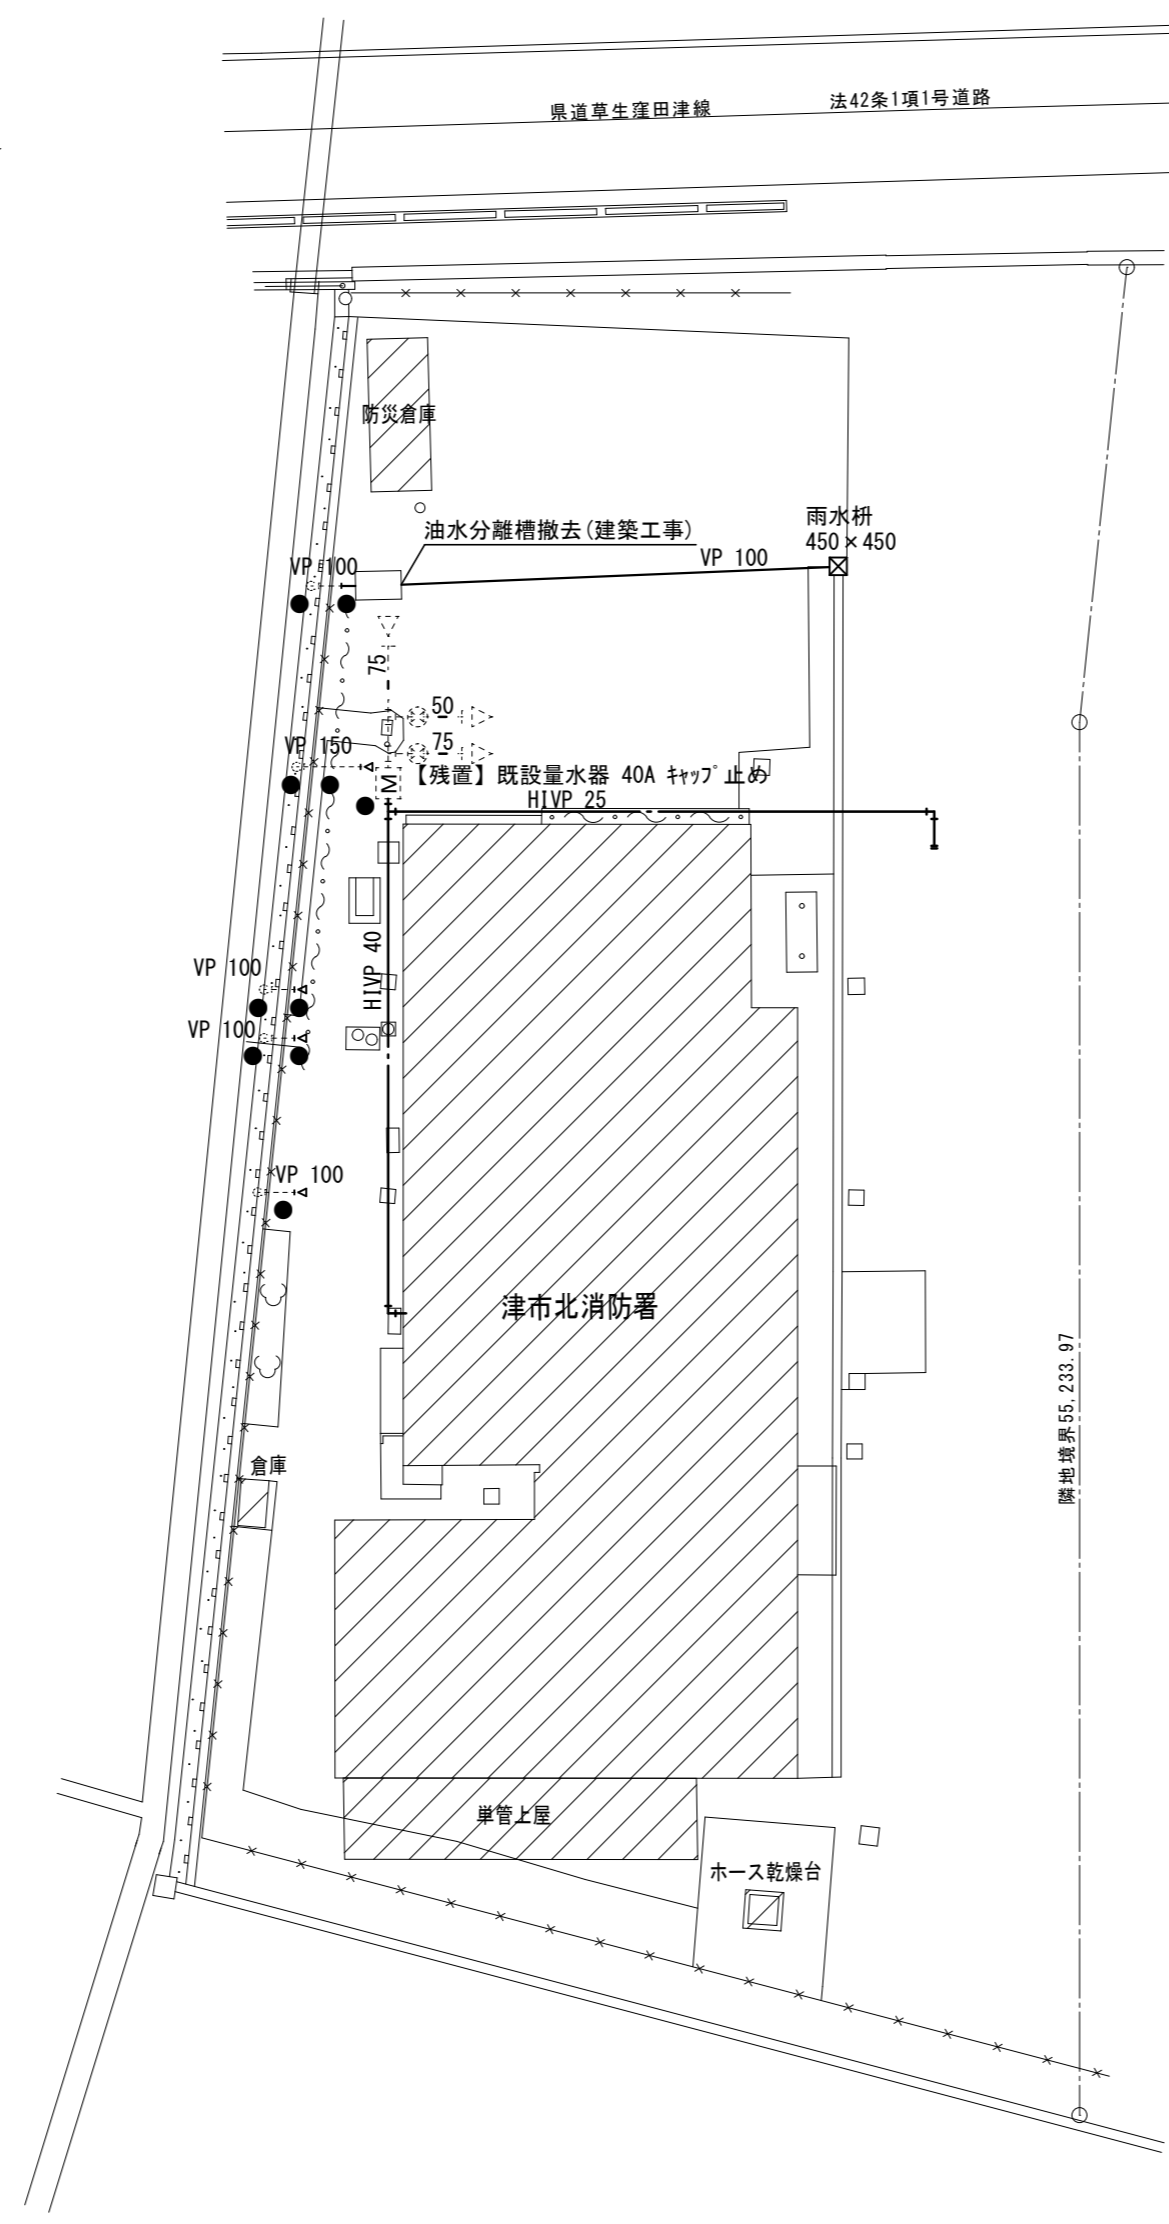 県道草生窪田津線
法42条1項1号道路
防災倉庫
油水分離槽撤去(建築工事)
雨水枡
450×450
VP 100
VP 100
75
50
75
VP 150
M
【残置】既設量水器 40A ｷｬｯﾌﾟ止め
HIVP 25
HIVP 40
VP 100
VP 100
VP 100
津市北消防署
隣地境界55,233.97
倉庫
単管上屋
ホース乾燥台